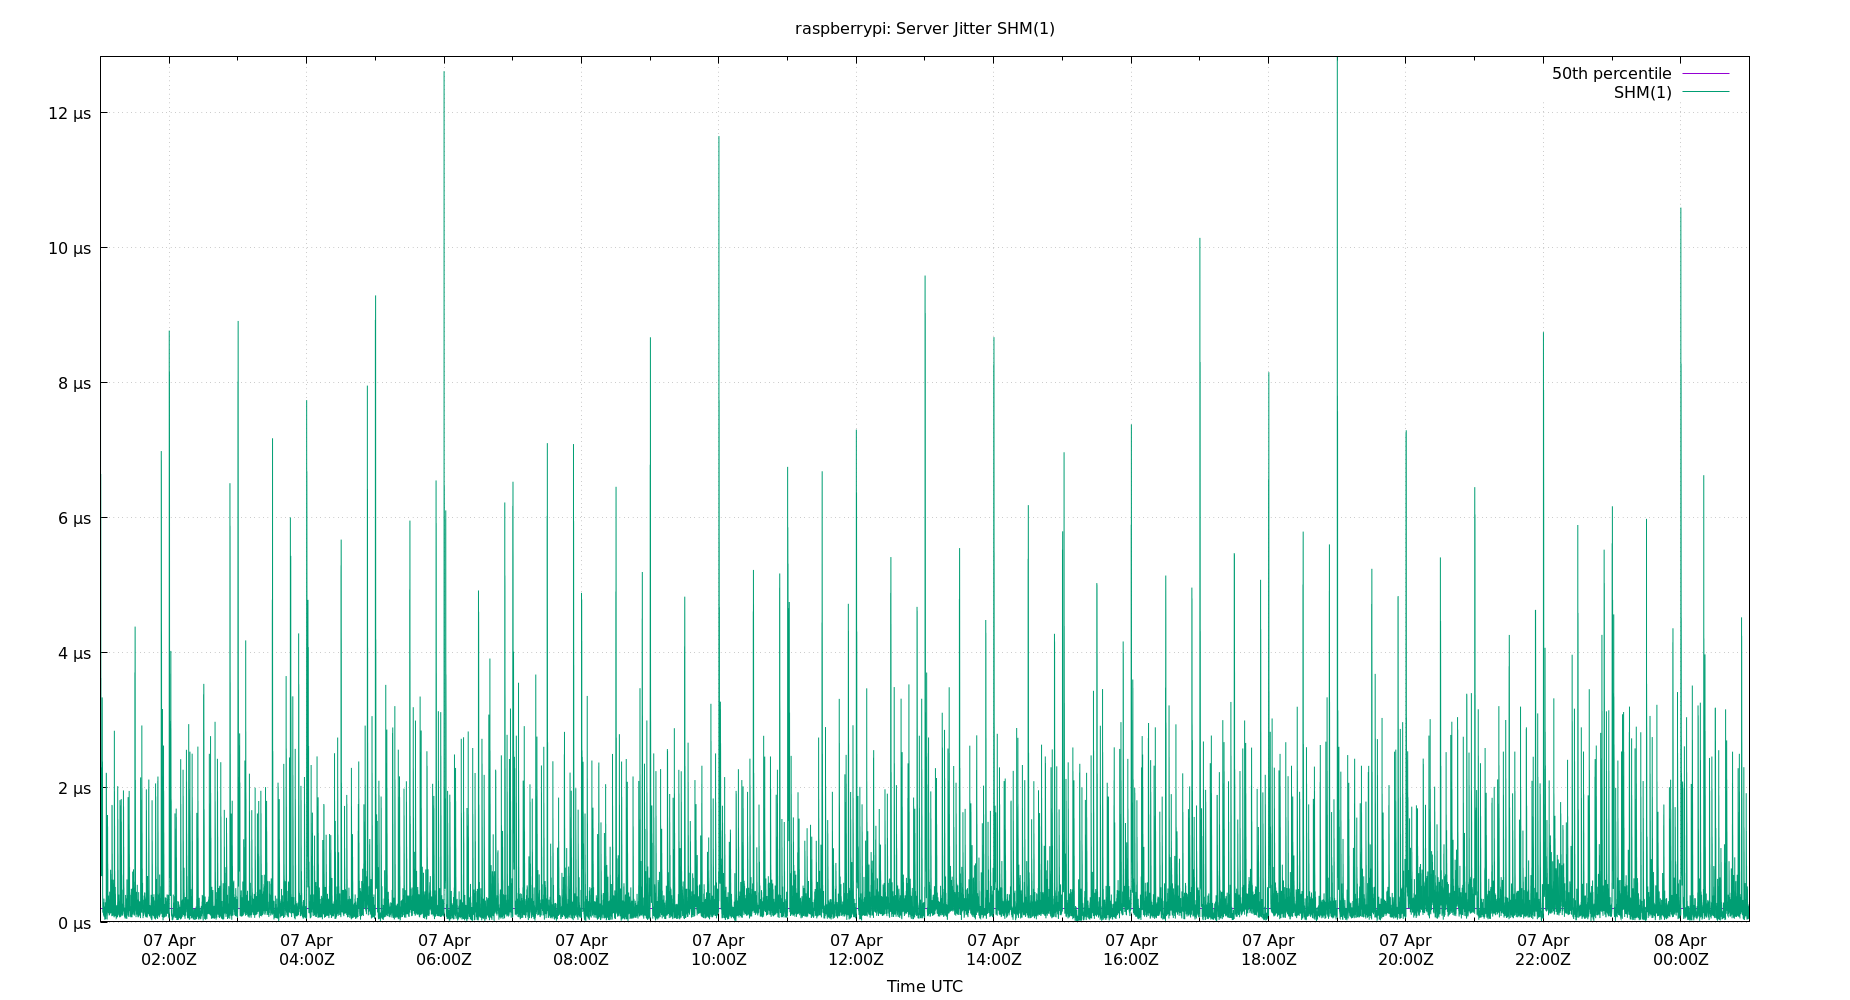 raspberrypi: Server Jitter SHM(1)
50th percentile
SHM(1)
12 µs
10 µs
8 µs
6 µs
4 µs
2 µs
0 µs
07 Apr 07 Apr 07 Apr 07 Apr 07 Apr 07 Apr 07 Apr 07 Apr 07 Apr 07 Apr 07 Apr 08 Apr
02:00Z 04:00Z 06:00Z 08:00Z 10:00Z 12:00Z 14:00Z 16:00Z 18:00Z 20:00Z 22:00Z 00:00Z
Time UTC